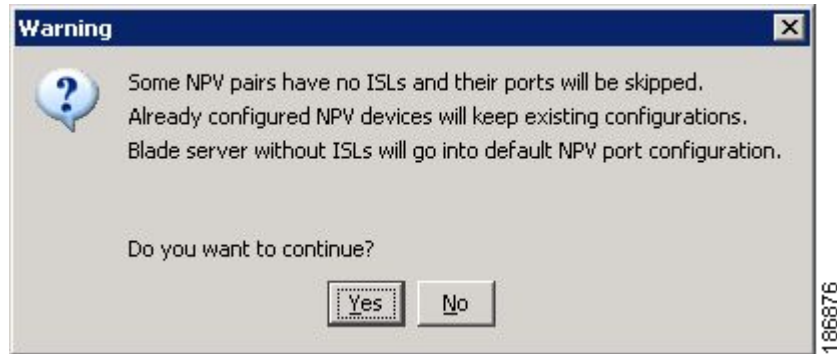 Warning
Some NPV pairs have no ISLs and their ports will be skipped.
Already configured NPV devices will keep existing configurations.
Blade server without ISLs will go into default NPV port configuration.
Do you want to continue?
Yes
No
186876